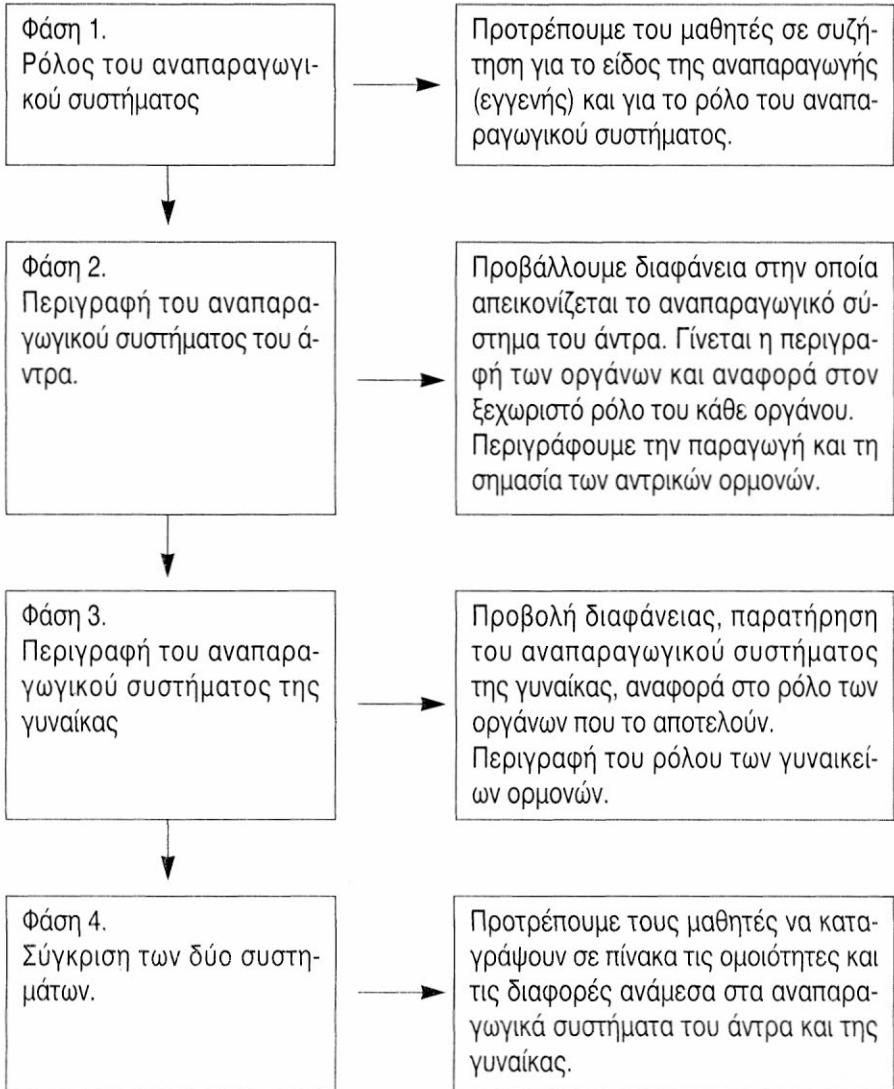 Φάση 1.
Ρόλος του αναπαραγωγι-
κού συστήματος
Προτρέπουμε του μαθητές σε συζή-
τηση για το είδος της αναπαραγωγής
(εγγενής) και για το ρόλο του αναπα-
ραγωγικού συστήματος.
Φάση 2.
Περιγραφή του αναπαρα-
γωγικού συστήματος του ά-
ντρα.
Προβάλλουμε διαφάνεια στην οποία
απεικονίζεται το αναπαραγωγικό σύ-
στημα του άντρα. Γίνεται η περιγρα-
φή των οργάνων και αναφορά στον
ξεχωριστό ρόλο του κάθε οργάνου.
Περιγράφουμε την παραγωγή και τη
σημασία των αντρικών ορμονών.
Φάση 3.
Περιγραφή του αναπαρα-
γωγικού συστήματος της
γυναίκας
Προβολή διαφάνειας, παρατήρηση
του αναπαραγωγικού συστήματος
της γυναίκας, αναφορά στο ρόλο των
οργάνων που το αποτελούν.
Περιγραφή του ρόλου των γυναικεί-
ων ορμονών.
Φάση 4.
Σύγκριση των δύο συστη-
μάτων.
Προτρέπουμε τους μαθητές να κατα-
γράψουν σε πίνακα τις ομοιότητες και
τις διαφορές ανάμεσα στα αναπαρα-
γωγικά συστήματα του άντρα και της
γυναίκας.